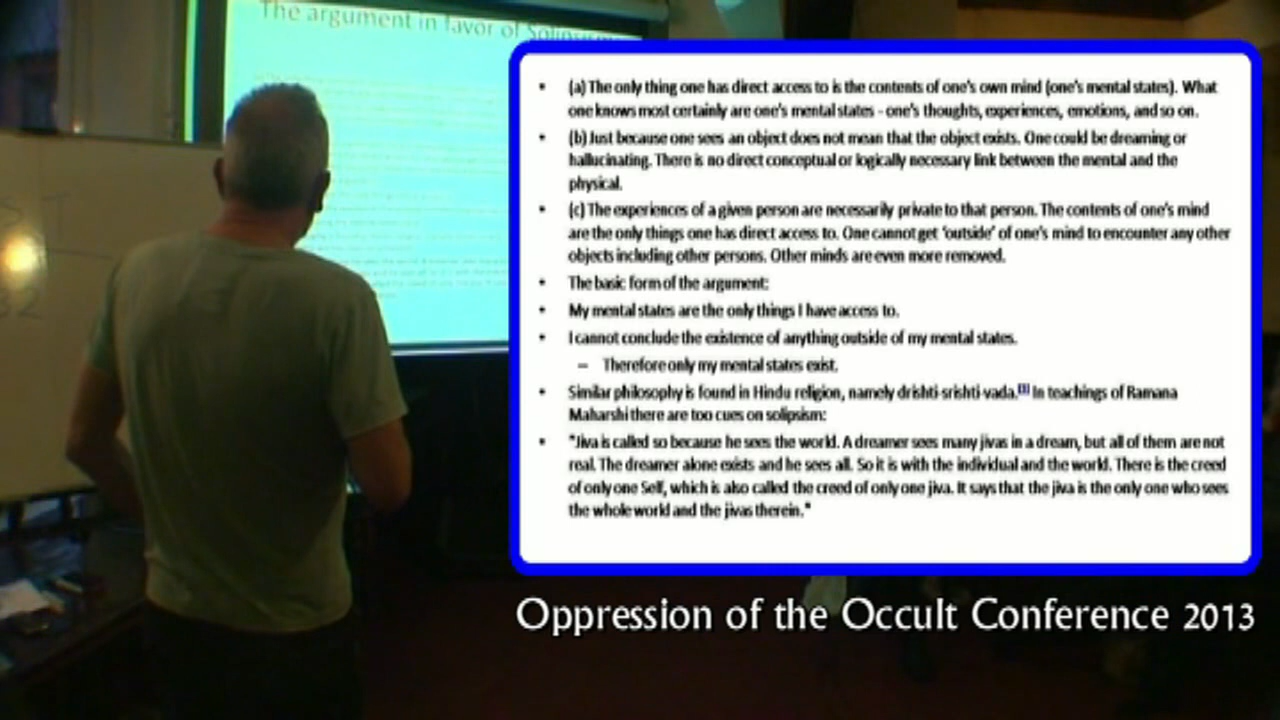 The argument in favor of Solipsism
• (a) The only thing one has direct access to is the contents of one's own mind (one's mental states). What
one knows most certainly are one's mental states - one's thoughts, experiences, emotions, and so on.
• (b) Just because one sees an object does not mean that the object exists. One could be dreaming or
hallucinating. There is no direct conceptual or logically necessary link between the mental and the
physical.
• (c) The experiences of a given person are necessarily private to that person. The contents of one's mind
are the only things one has direct access to. One cannot get 'outside' of one's mind to encounter any other
objects including other persons. Other minds are even more removed.
• The basic form of the argument:
• My mental states are the only things I have access to.
• I cannot conclude the existence of anything outside of my mental states.
– Therefore only my mental states exist.
• Similar philosophy is found in Hindu religion, namely drishti-srishti-vada.[1] In teachings of Ramana
Maharshi there are too cues on solipsism:
• "Jiva is called so because he sees the world. A dreamer sees many jivas in a dream, but all of them are not
real. The dreamer alone exists and he sees all. So it is with the individual and the world. There is the creed
of only one Self, which is also called the creed of only one jiva. It says that the jiva is the only one who sees
the whole world and the jivas therein."
Oppression of the Occult Conference 2013